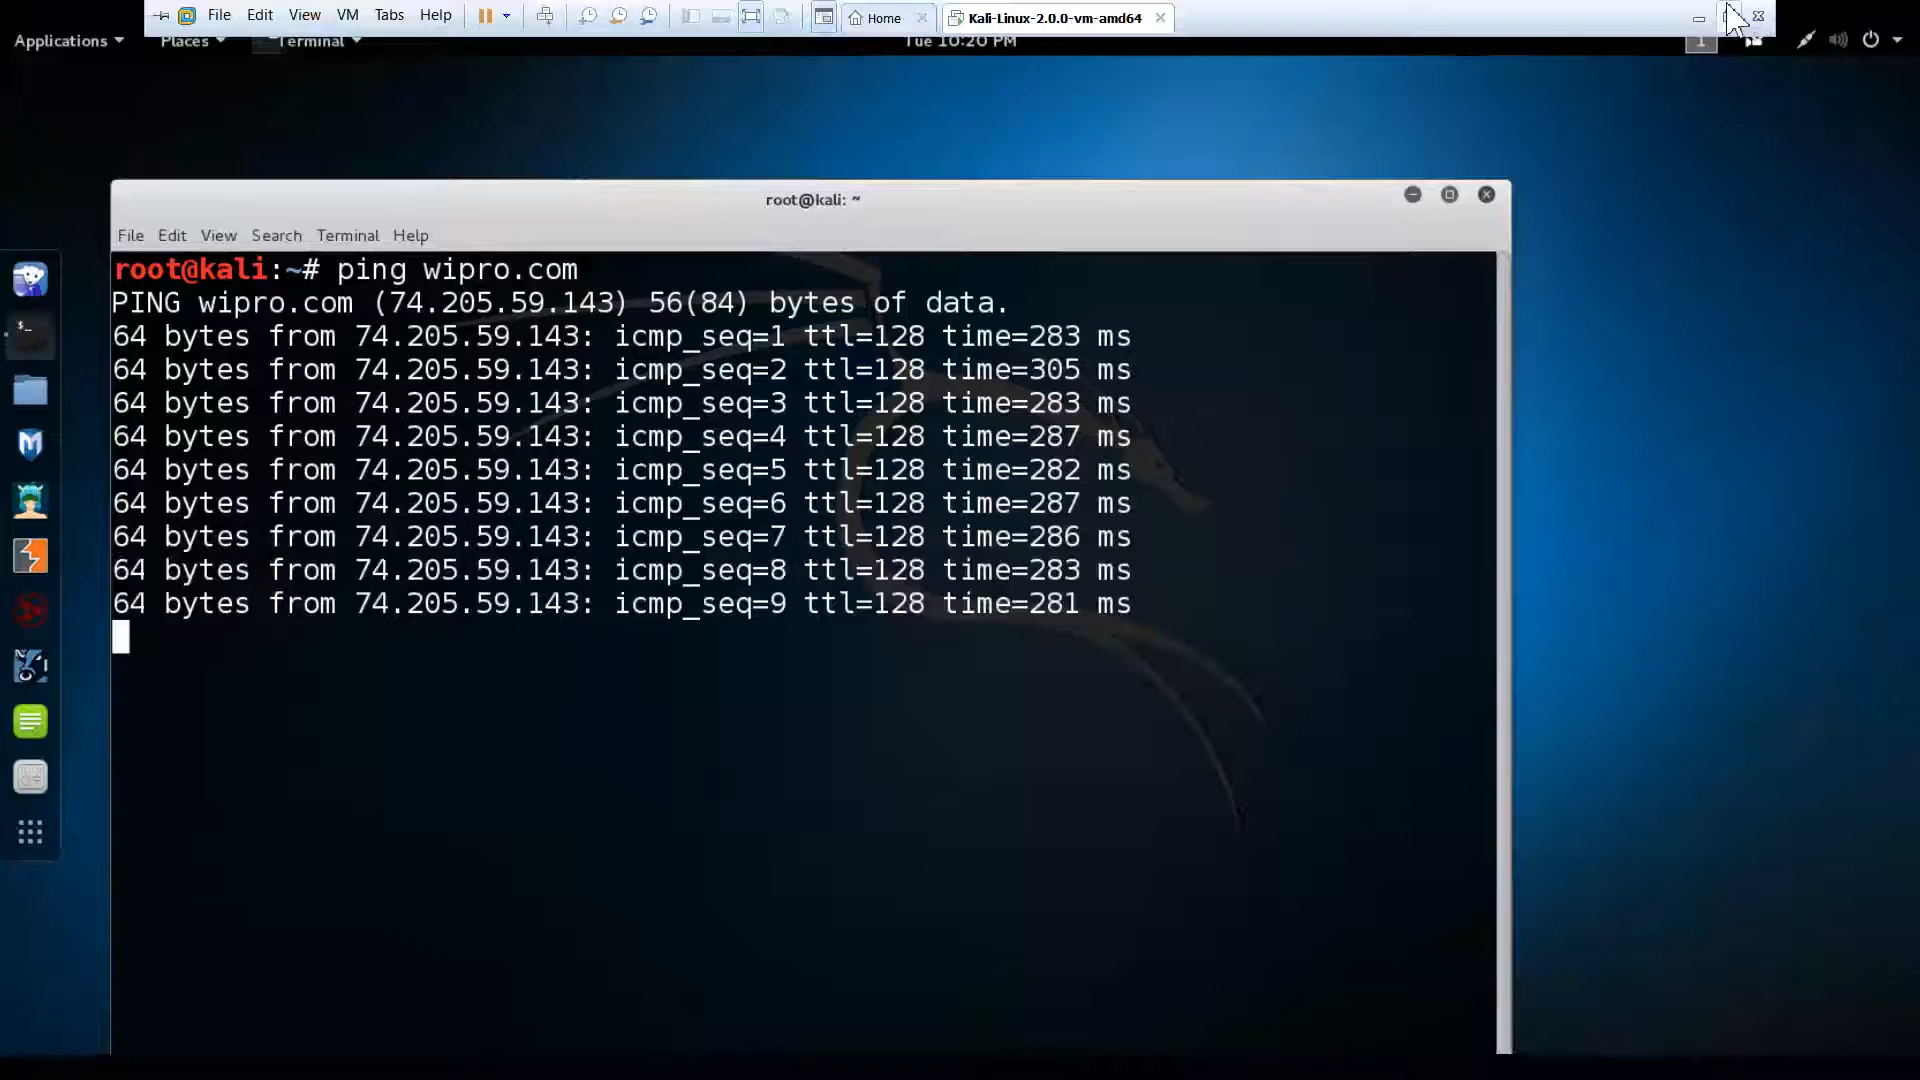 File Edit View VM Tabs Help Home Kali-Linux-2.0.0-vm-amd64
Applications Places Terminal Tue 10:20 PM 1
root@kali: ~
File Edit View Search Terminal Help
root@kali:~# ping wipro.com
PING wipro.com (74.205.59.143) 56(84) bytes of data.
64 bytes from 74.205.59.143: icmp_seq=1 ttl=128 time=283 ms
64 bytes from 74.205.59.143: icmp_seq=2 ttl=128 time=305 ms
64 bytes from 74.205.59.143: icmp_seq=3 ttl=128 time=283 ms
64 bytes from 74.205.59.143: icmp_seq=4 ttl=128 time=287 ms
64 bytes from 74.205.59.143: icmp_seq=5 ttl=128 time=282 ms
64 bytes from 74.205.59.143: icmp_seq=6 ttl=128 time=287 ms
64 bytes from 74.205.59.143: icmp_seq=7 ttl=128 time=286 ms
64 bytes from 74.205.59.143: icmp_seq=8 ttl=128 time=283 ms
64 bytes from 74.205.59.143: icmp_seq=9 ttl=128 time=281 ms